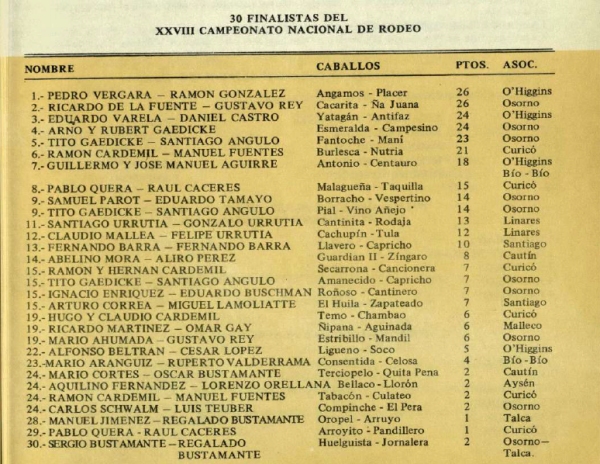 30 FINALISTAS DEL
XXVIII CAMPEONATO NACIONAL DE RODEO
NOMBRE CABALLOS PTOS. ASOC.
1.- PEDRO VERGARA — RAMON GONZALEZ Angamos - Placer 26 O'Higgins
2.- RICARDO DE LA FUENTE — GUSTAVO REY Cacarita - Ña Juana 26 Osorno
3.- EDUARDO VARELA — DANIEL CASTRO Yatagán - Antifaz 24 O'Higgins
4.- ARNO Y RUBERT GAEDICKE Esmeralda - Campesino 24 Osorno
5.- TITO GAEDICKE — SANTIAGO ANGULO Fantoche - Maní 23 Osorno
6.- RAMON CARDEMIL — MANUEL FUENTES Burlesca - Nutria 21 Curicó
7.- GUILLERMO Y JOSE MANUEL AGUIRRE Antonio - Centauro 18 O'Higgins
Bío - Bío
8.- PABLO QUERA — RAUL CACERES Malagueña - Taquilla 15 Curicó
9.- SAMUEL PAROT — EDUARDO TAMAYO Borracho - Vespertino 14 Osorno
9.- TITO GAEDICKE — SANTIAGO ANGULO Pial - Vino Añejo 14 Osorno
11.- SANTIAGO URRUTIA — GONZALO URRUTIA Cantinita - Rodaja 13 Linares
12.- CLAUDIO MALLEA — FELIPE URRUTIA Cachupín - Tula 12 Linares
13.- FERNANDO BARRA — FERNANDO BARRA Llavero - Capricho 10 Santiago
14.- ABELINO MORA — ALIRO PEREZ Guardian II - Zíngaro 8 Cautín
15.- RAMON Y HERNAN CARDEMIL Secarrona - Cancionera 7 Curicó
15.- TITO GAEDICKE — SANTIAGO ANGULO Amanecido - Capricho 7 Osorno
15.- IGNACIO ENRIQUEZ — EDUARDO BUSCHMAN Roñoso - Cantinero 7 Osorno
15.- ARTURO CORREA — MIGUEL LAMOLIATTE El Huila - Zapateado 7 Santiago
19.- HUGO Y CLAUDIO CARDEMIL Temo - Chambao 6 Curicó
19.- RICARDO MARTINEZ — OMAR GAY Ñipana - Aguinada 6 Malleco
19.- MARIO AHUMADA — GUSTAVO REY Estribillo - Mandil 6 Osorno
22.- ALFONSO BELTRAN — CESAR LOPEZ Ligueno - Soco 5 O'Higgins
23.- MARIO ARANGUIZ — RUPERTO VALDERRAMA Consentida - Celosa 4 Bío - Bío
24.- MARIO CORTES — OSCAR BUSTAMANTE Terciopelo - Quita Pena 2 Cautín
24.- AQUILINO FERNANDEZ — LORENZO ORELLANA Bellaco - Llorón 2 Aysén
24.- RAMON CARDEMIL — MANUEL FUENTES Tabacón - Culateo 2 Curicó
24.- CARLOS SCHWALM — LUIS TEUBER Compinche - El Pera 2 Osorno
28.- MANUEL JIMENEZ — REGALADO BUSTAMANTE Oropel - Arruyo 1 Talca
29.- PABLO QUERA - RAUL CACERES Arroyito - Pandillero 1 Curicó
30.- SERGIO BUSTAMANTE — REGALADO Huelguista - Jornalera 2 Osorno—
BUSTAMANTE Talca.